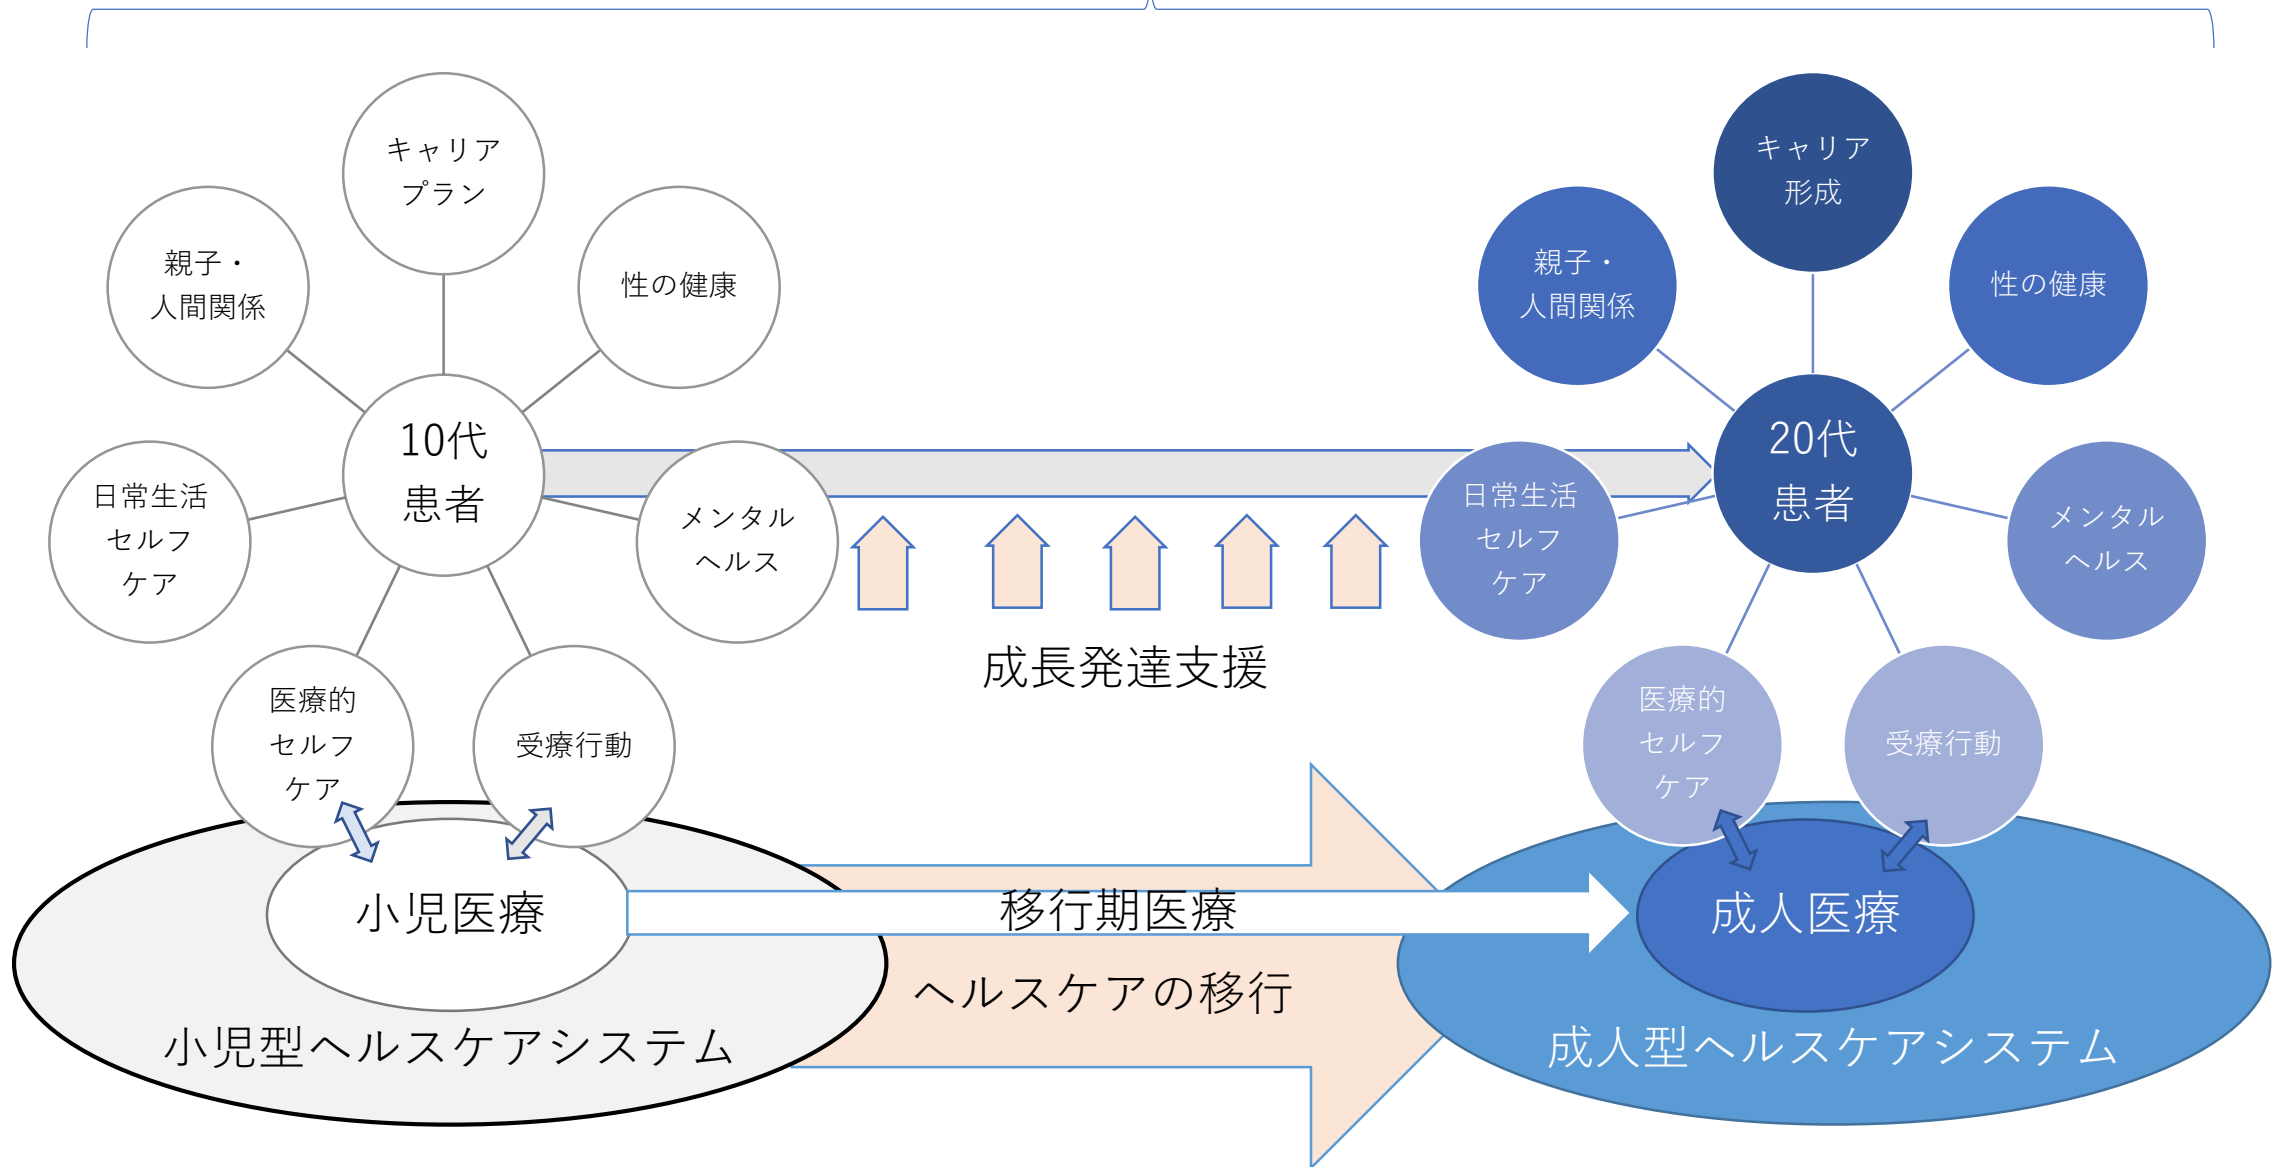 キャリア
プラン
親子・
人間関係
性の健康
10代
患者
日常生活
セルフ
ケア
メンタル
ヘルス
医療的
セルフ
ケア
受療行動
小児医療
小児型ヘルスケアシステム
成長発達支援
移行期医療
ヘルスケアの移行
キャリア
形成
親子・
人間関係
性の健康
20代
患者
日常生活
セルフ
ケア
メンタル
ヘルス
医療的
セルフ
ケア
受療行動
成人医療
成人型ヘルスケアシステム